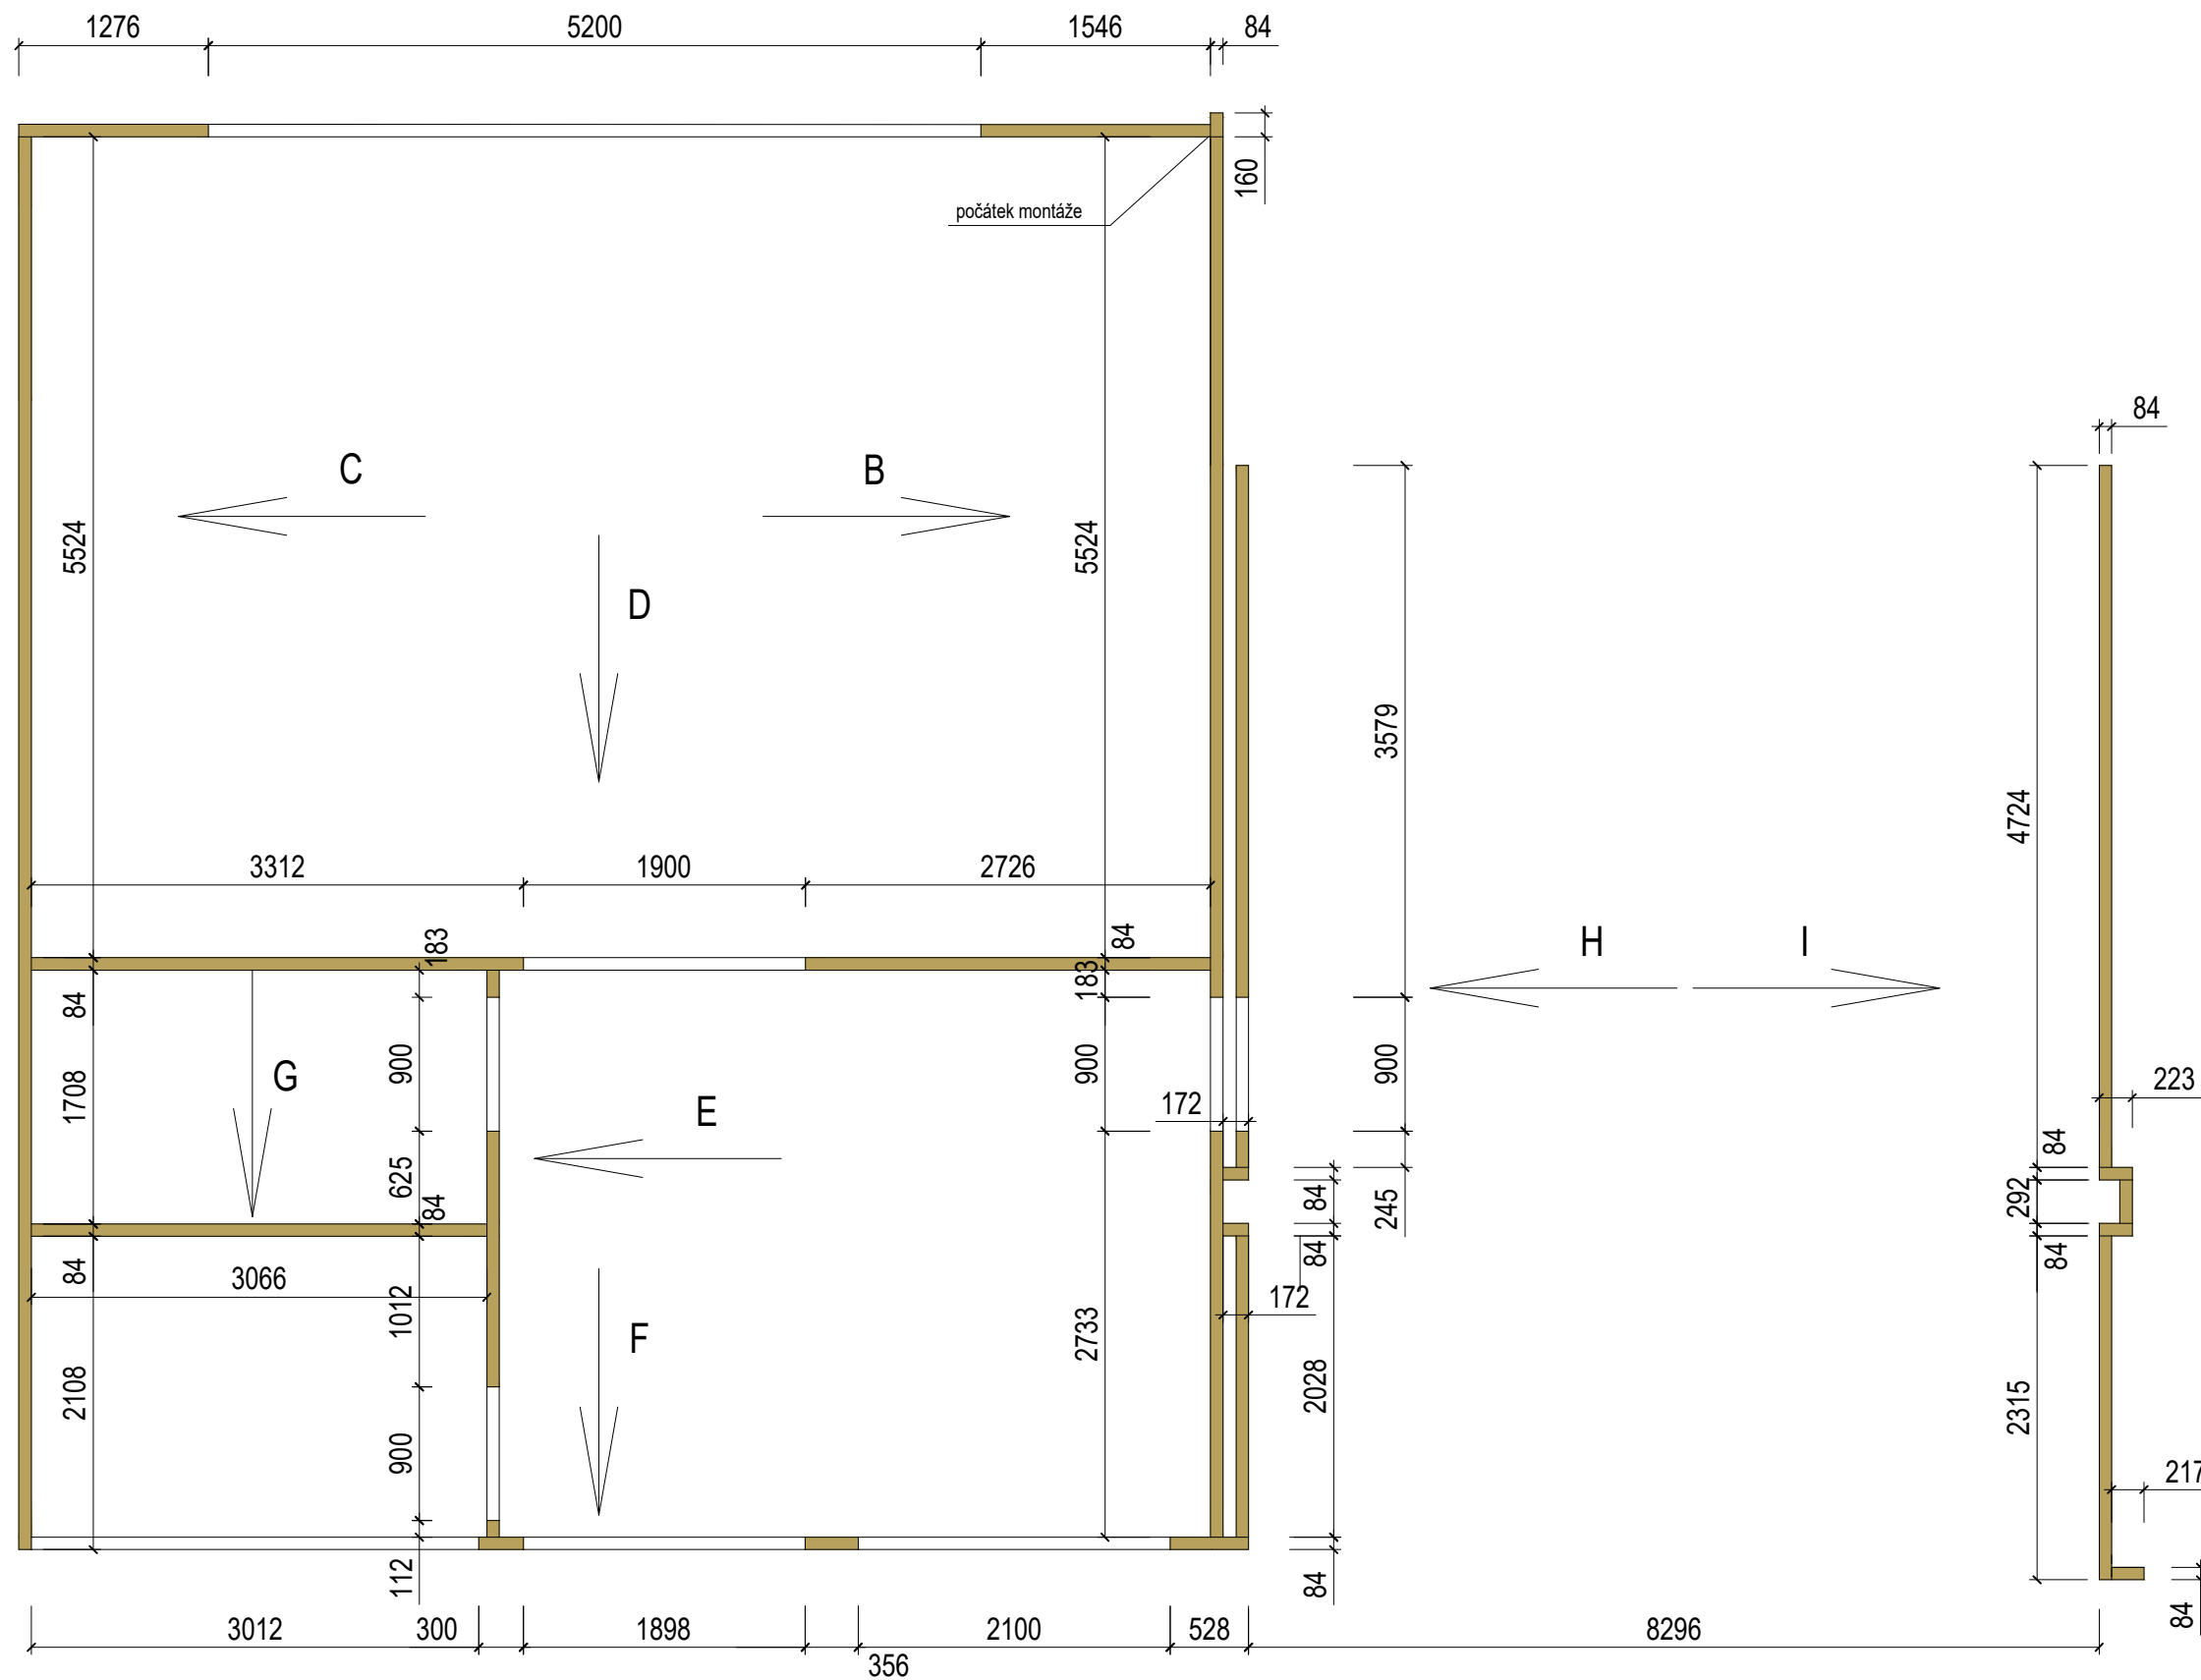 1276 5200 1546 84
160
počátek montáže
84
C B
5524 5524
D
3579
4724
3312 1900 2726
183 84
H I
84 183
900 900 900
G 1708 172 223
E
84
625 84 84 245 292
84 84 84
3066 1012 172
F 2733
2108 2028 2315
900
217
112 84 84
3012 300 1898 2100 528 8296
356